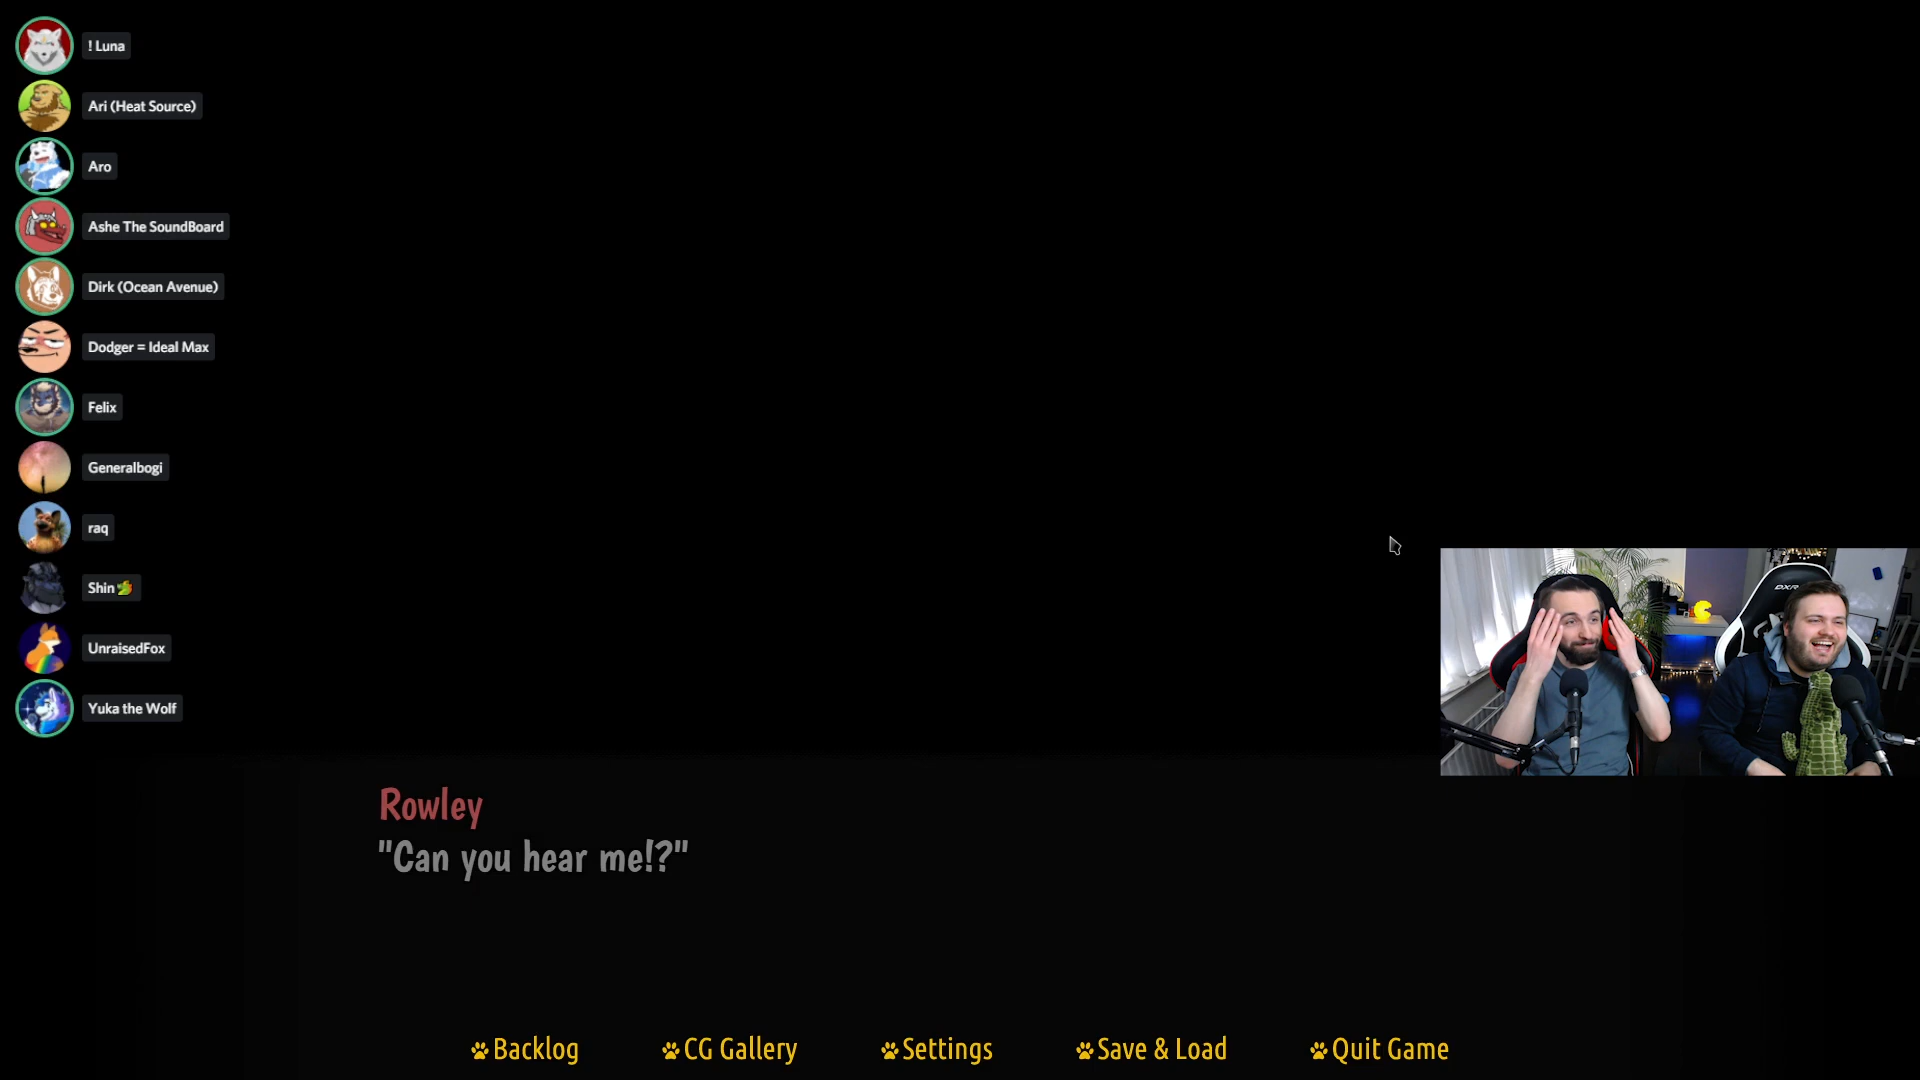 ! Luna
Ari (Heat Source)
Aro
Ashe The SoundBoard
Dirk (Ocean Avenue)
Dodger = Ideal Max
Felix
Generalbogi
raq
Shin
UnraisedFox
Yuka the Wolf
DXR
Rowley
"Can you hear me!?"
Backlog
CG Gallery
Settings
Save & Load
Quit Game